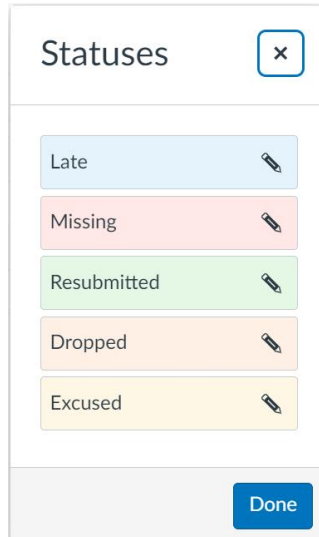 Statuses
Late
Missing
Resubmitted
Dropped
Excused
Done